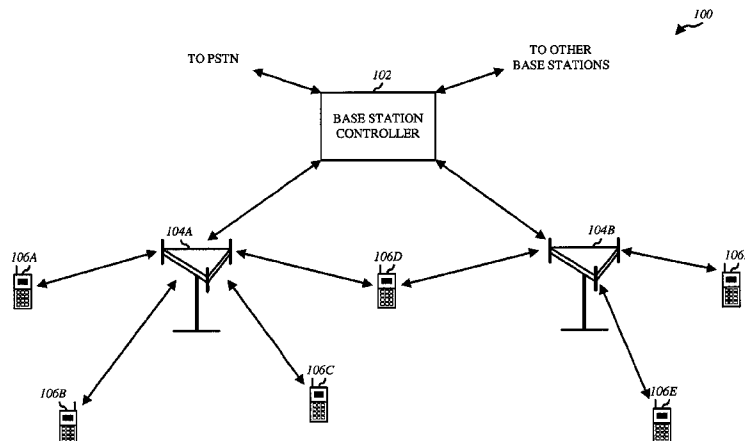 100
TO PSTN
TO OTHER
BASE STATIONS
102
BASE STATION
CONTROLLER
104A
104B
106A
106D
106B
106C
106E